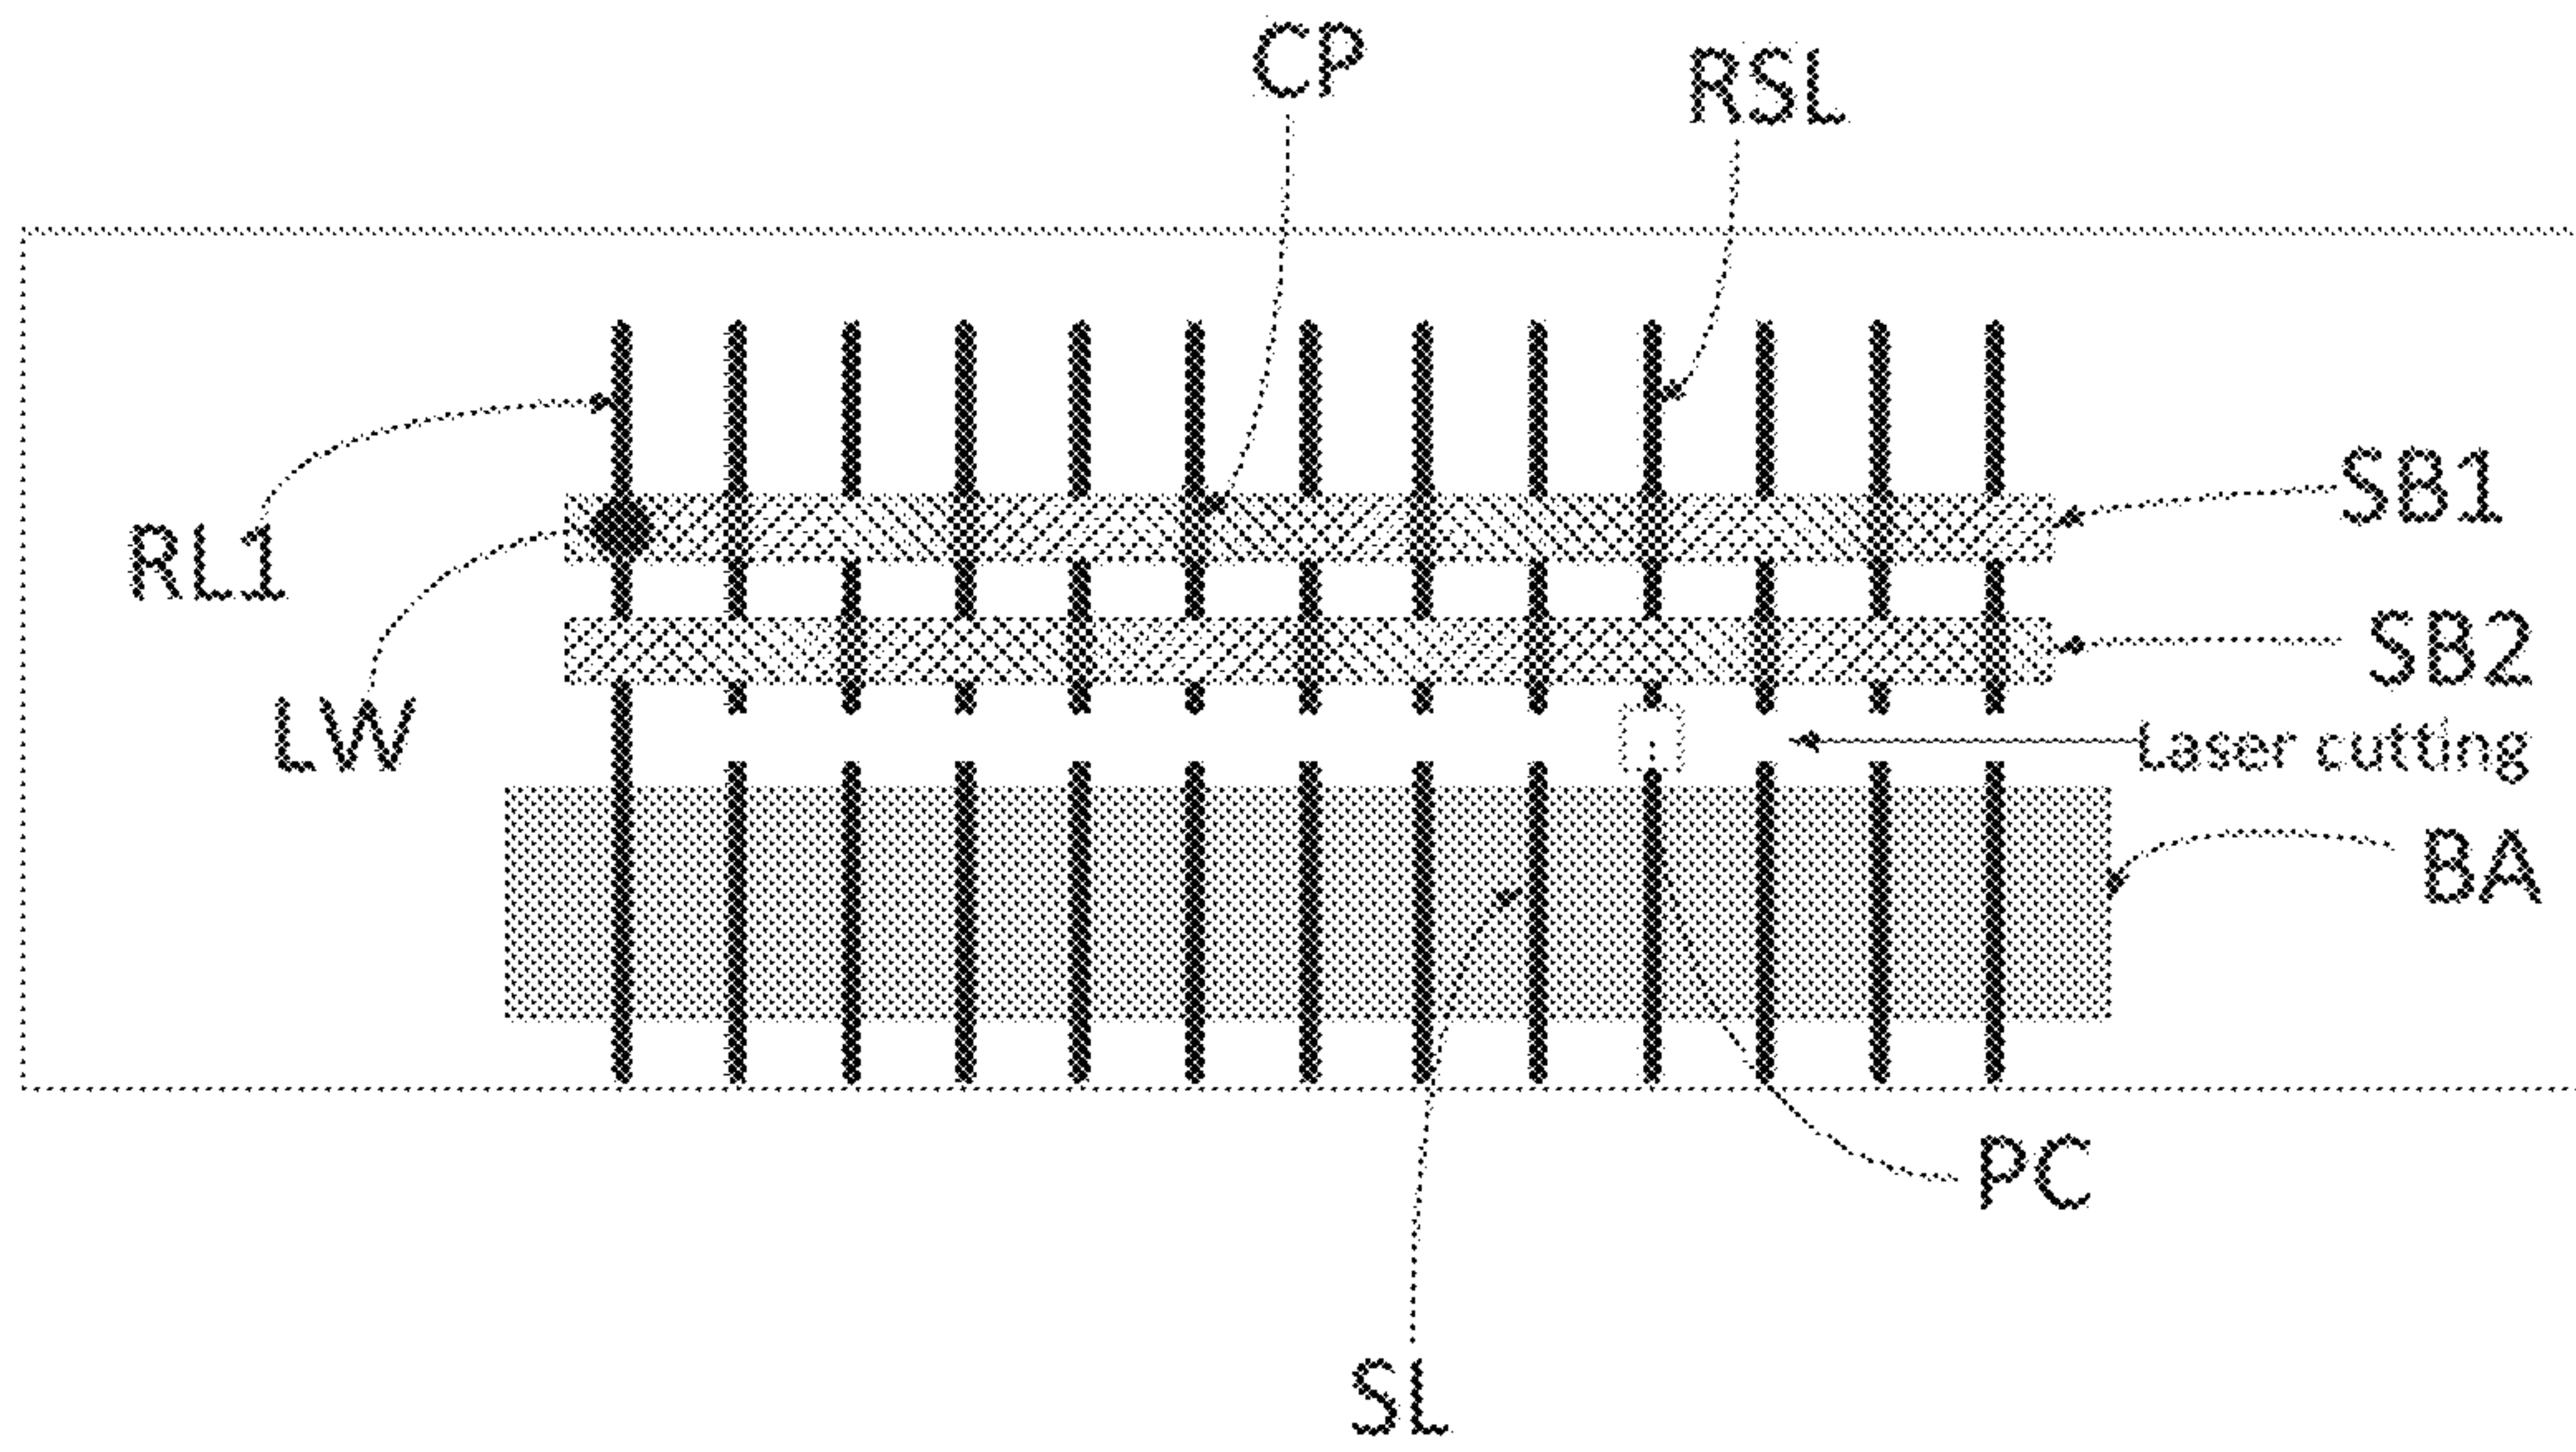 CP
RSL
SB1
RL1
SB2
LW
Laser cutting
BA
PC
SL